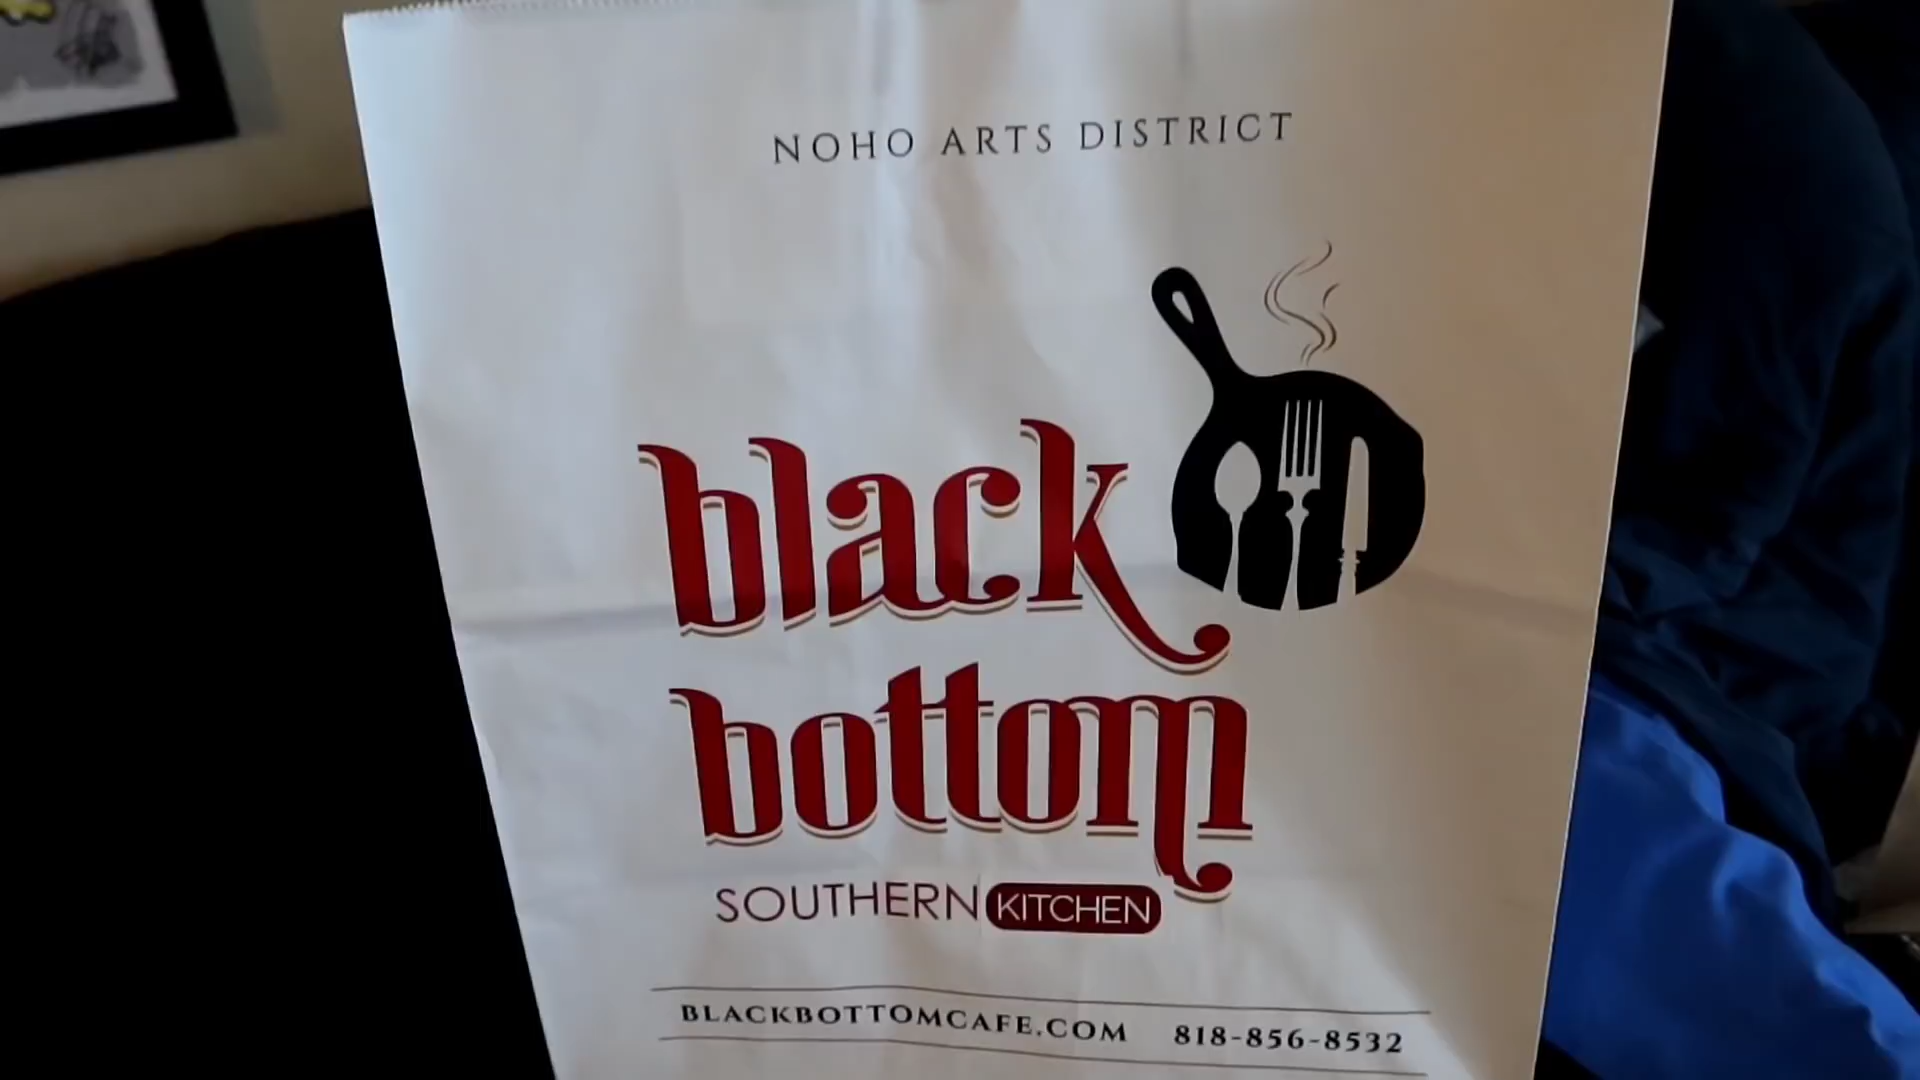 NOHO ARTS DISTRICT
black
bottom
SOUTHERN KITCHEN
BLACKBOTTOMCAFE.COM 818-856-8532